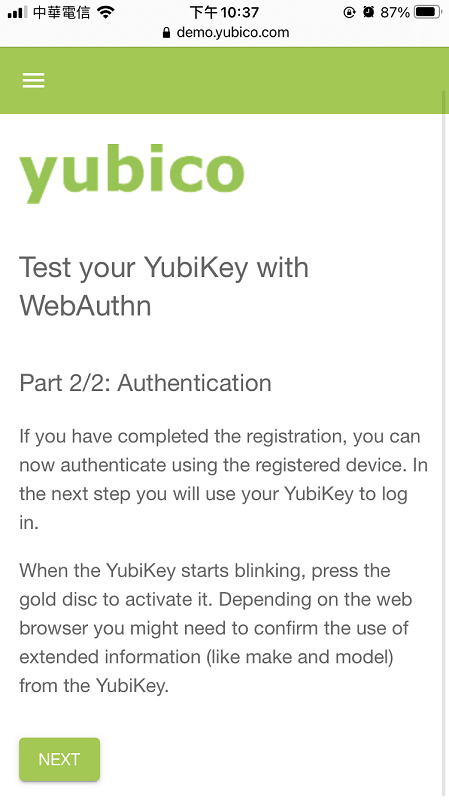 中華電信 下午10:37 87%
demo.yubico.com
yubico
Test your YubiKey with
WebAuthn
Part 2/2: Authentication
If you have completed the registration, you can
now authenticate using the registered device. In
the next step you will use your YubiKey to log
in.
When the YubiKey starts blinking, press the
gold disc to activate it. Depending on the web
browser you might need to confirm the use of
extended information (like make and model)
from the YubiKey.
NEXT